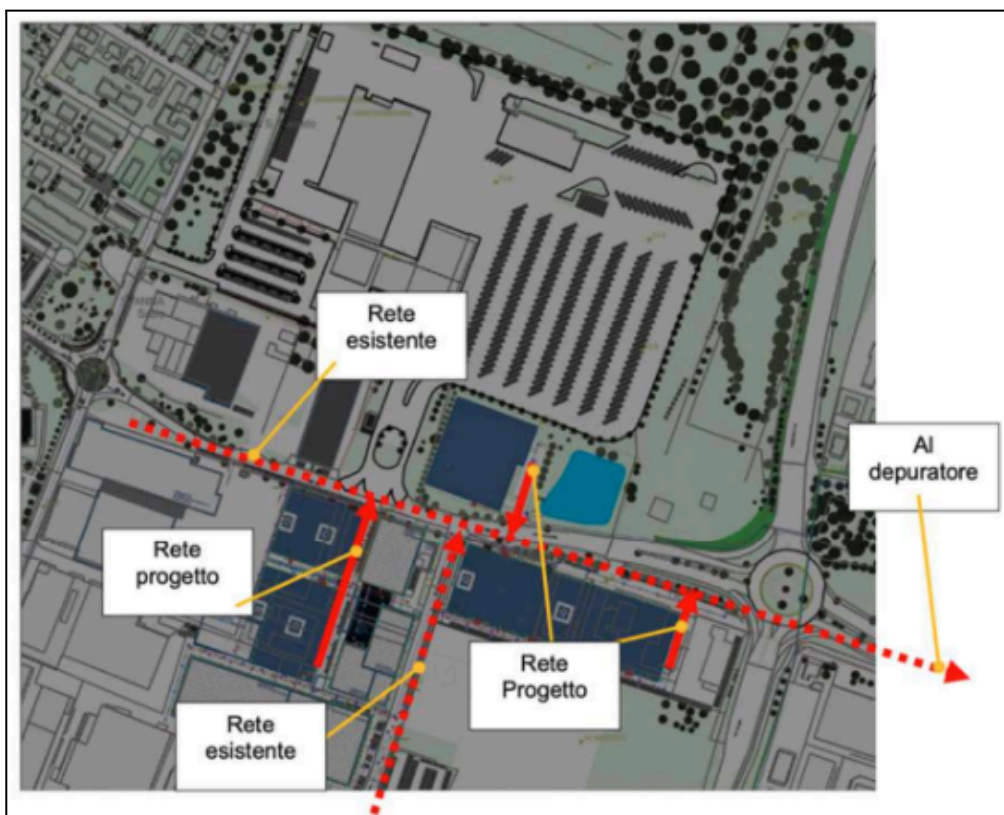 Rete
esistente
Al
depuratore
Rete
progetto
Rete
Progetto
Rete
esistente